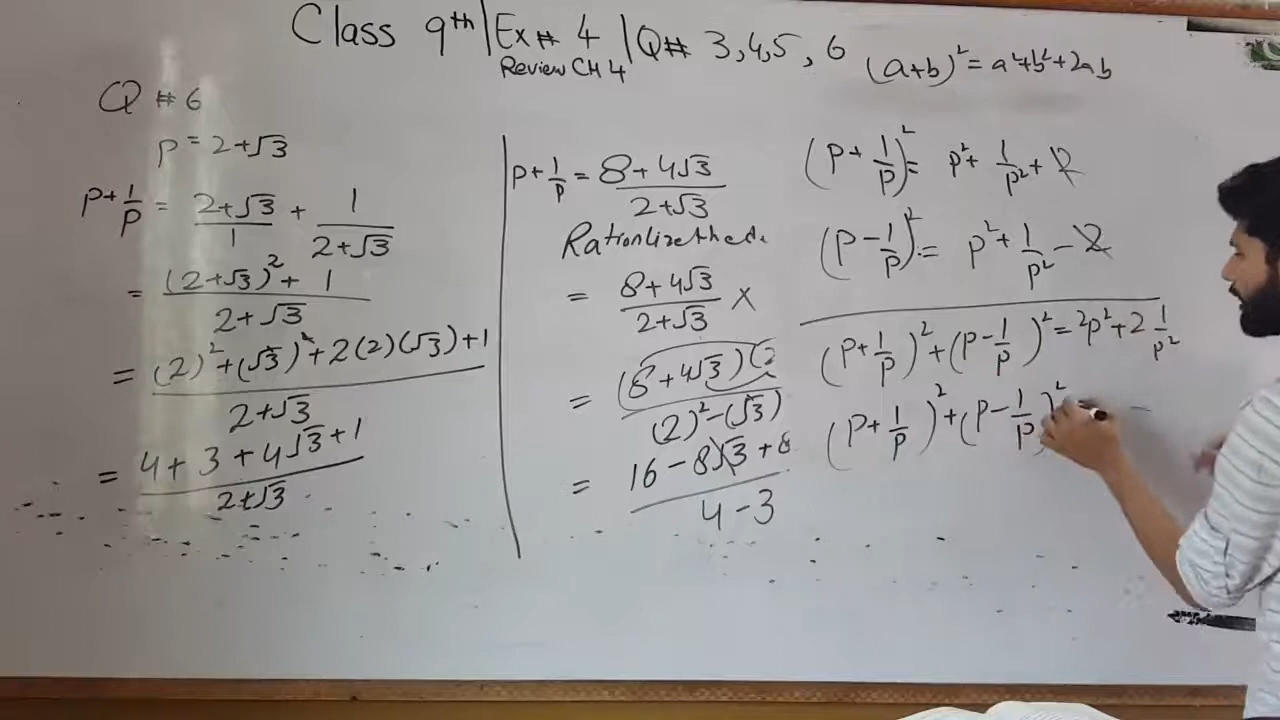 Class 9th | Ex# 4 | Q# 3,4,5,6
Review CH 4
(a+b)² = a²+b²+2ab
Q # 6
p = 2+√3
p+1/p = 2+√3/1 + 1/2+√3
= (2+√3)² + 1 / 2+√3
= (2)²+(√3)²+2(2)(√3)+1 / 2+√3
= 4+3+4√3+1 / 2+√3
p+1/p = 8+4√3 / 2+√3
= 8+4√3 / 2+√3 ×
= (8+4√3)(2 / (2)²-(√3)
= 16-8√3+8 / 4-3
(p+1/p)² = p²+1/p²+2
(p-1/p)² = p²+1/p²-2
(p+1/p)²+(p-1/p)² = 2p²+2 1/p²
(p+1/p)²+(p-1/p)²